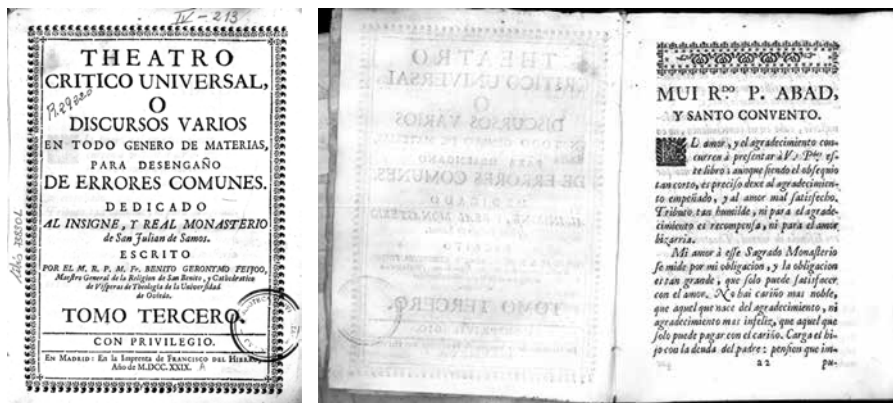 IV-213
THEATRO
CRITICO UNIVERSAL,
O
DISCURSOS VARIOS
EN TODO GENERO DE MATERIAS,
PARA DESENGAÑO
DE ERRORES COMUNES.
DEDICADO
AL INSIGNE, Y REAL MONASTERIO
de San Julian de Samos.
ESCRITO
POR EL M. R. P. M. Fr. BENITO GERONYMO FEIJOO,
Maestro General de la Religion de San Benito, y Cathedratico
de Visperas de Theologia de la Universidad
de Oviedo.
TOMO TERCERO.
CON PRIVILEGIO.
EN MADRID: En la Imprenta de FRANCISCO DEL HIERRO
Año de M.DCC.XXIX.
R.29220
MUI R.DO P. ABAD,
Y SANTO CONVENTO.
EL amor, y el agradecimiento con-
curren à presentar à V. es-
te libro: aunque siendo el obsequio
tan corto, es preciso dexe al agradecimien-
to empeñado, y al amor mal satisfecho.
Tributo tan humilde, ni para el agrade-
cimiento es recompensa, ni para el amor
bizarria.
Mi amor à esse Sagrado Monasterio
se mide por mi obligacion, y la obligacion
es tan grande, que solo puede satisfacer
con el amor. No hai cariño mas noble,
que aquel que nace del agradecimiento, ni
agradecimiento mas infeliz, que aquel que
solo puede pagar con el cariño. Carga el hi-
jo con la deuda del padre: pension que im-
a2 pu-